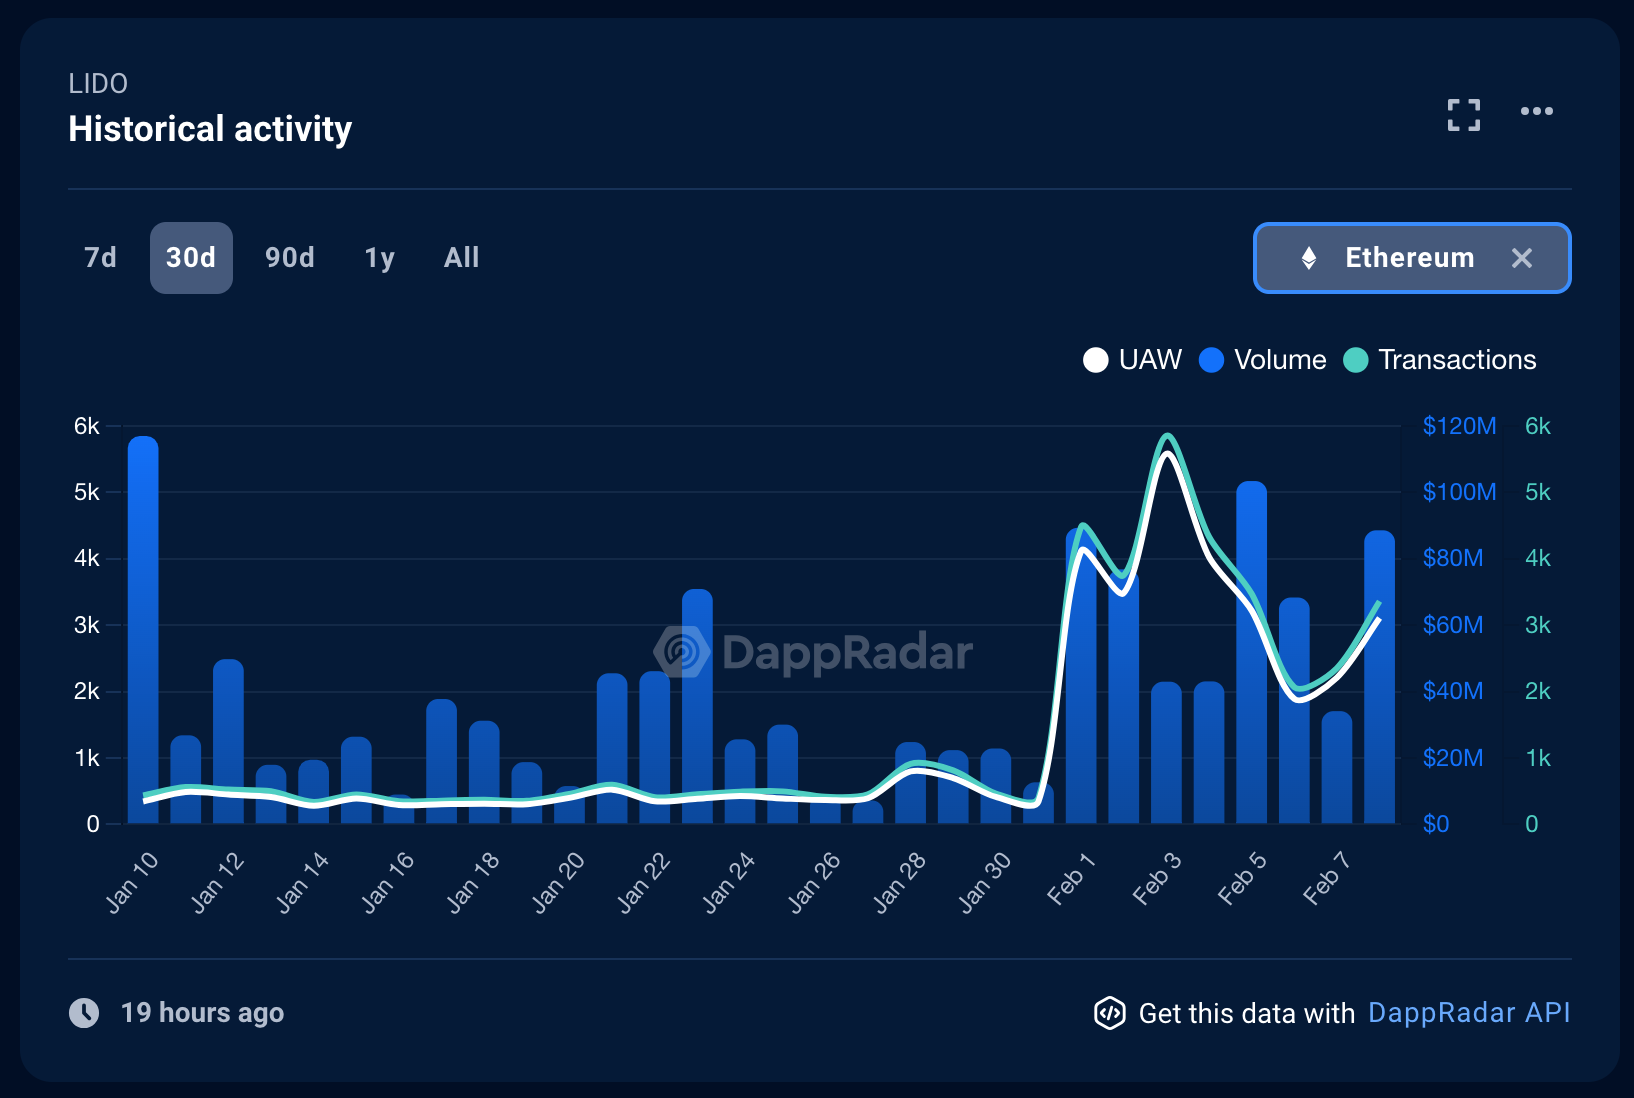 LIDO
Historical activity
7d 30d 90d 1y All
Ethereum
UAW Volume Transactions
6k $120M 6k
5k $100M 5k
4k $80M 4k
3k $60M 3k
DappRadar
2k $40M 2k
1k $20M 1k
0 $0 0
Jan 10 Jan 12 Jan 14 Jan 16 Jan 18 Jan 20 Jan 22 Jan 24 Jan 26 Jan 28 Jan 30 Feb 1 Feb 3 Feb 5 Feb 7
19 hours ago
Get this data with DappRadar API